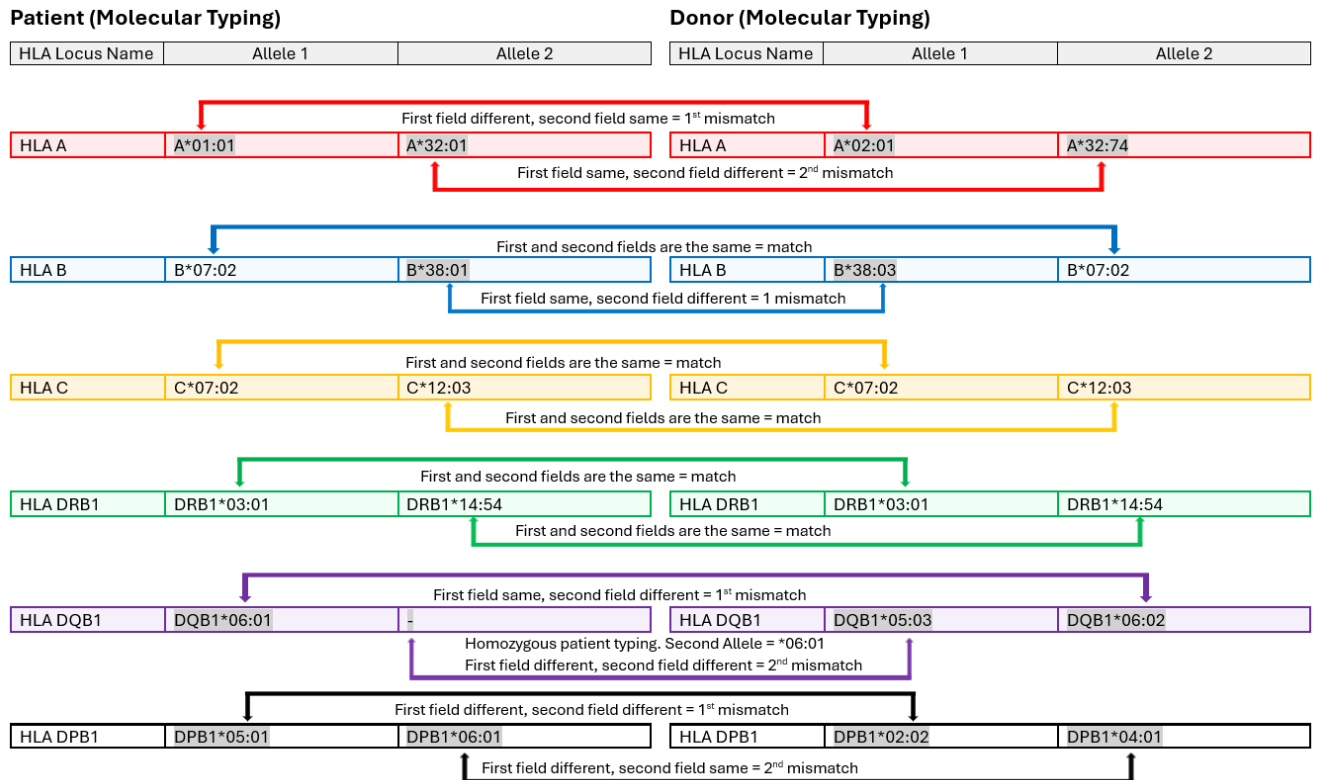 Patient (Molecular Typing) Donor (Molecular Typing)
HLA Locus Name Allele 1 Allele 2 HLA Locus Name Allele 1 Allele 2
First field different, second field same = 1st mismatch
HLA A A*01:01 A*32:01 HLA A A*02:01 A*32:74
First field same, second field different = 2nd mismatch
First and second fields are the same = match
HLA B B*07:02 B*38:01 HLA B B*38:03 B*07:02
First field same, second field different = 1 mismatch
First and second fields are the same = match
HLA C C*07:02 C*12:03 HLA C C*07:02 C*12:03
First and second fields are the same = match
First and second fields are the same = match
HLA DRB1 DRB1*03:01 DRB1*14:54 HLA DRB1 DRB1*03:01 DRB1*14:54
First and second fields are the same = match
First field same, second field different = 1st mismatch
HLA DQB1 DQB1*06:01 - HLA DQB1 DQB1*05:03 DQB1*06:02
Homozygous patient typing. Second Allele = *06:01
First field different, second field different = 2nd mismatch
First field different, second field different = 1st mismatch
HLA DPB1 DPB1*05:01 DPB1*06:01 HLA DPB1 DPB1*02:02 DPB1*04:01
First field different, second field same = 2nd mismatch